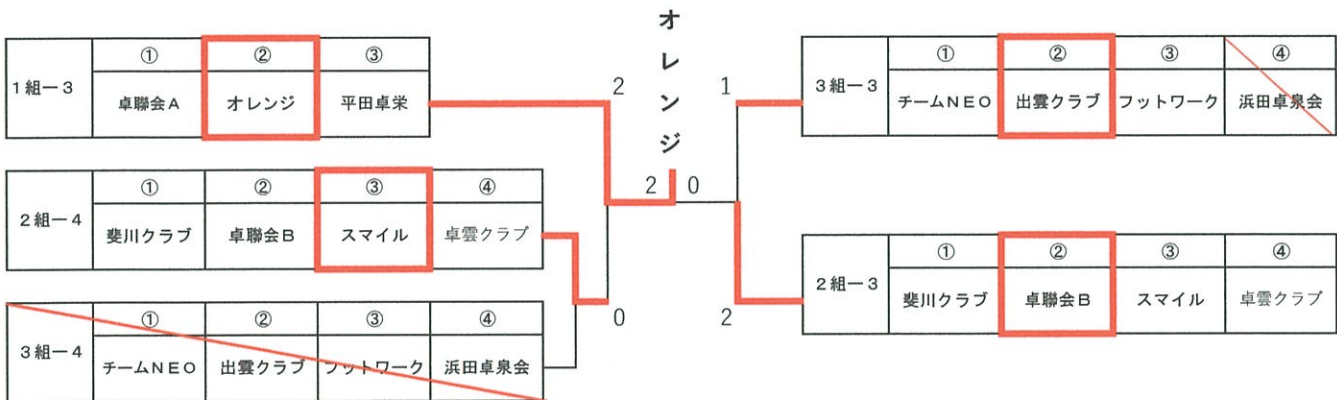 オレンジ
1組ー3 ① ② ③
卓聯会A オレンジ 平田卓栄
2組ー4 ① ② ③ ④
斐川クラブ 卓聯会B スマイル 卓雲クラブ
3組ー4 ① ② ③ ④
チームNEO 出雲クラブ フットワーク 浜田卓泉会
2
0
2 0
1
2
3組ー3 ① ② ③ ④
チームNEO 出雲クラブ フットワーク 浜田卓泉会
2組ー3 ① ② ③ ④
斐川クラブ 卓聯会B スマイル 卓雲クラブ